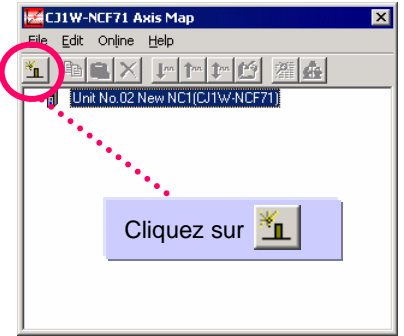 CJ1W-NCF71 Axis Map
File Edit Online Help
Unit No.02 New NC1(CJ1W-NCF71)
Cliquez sur